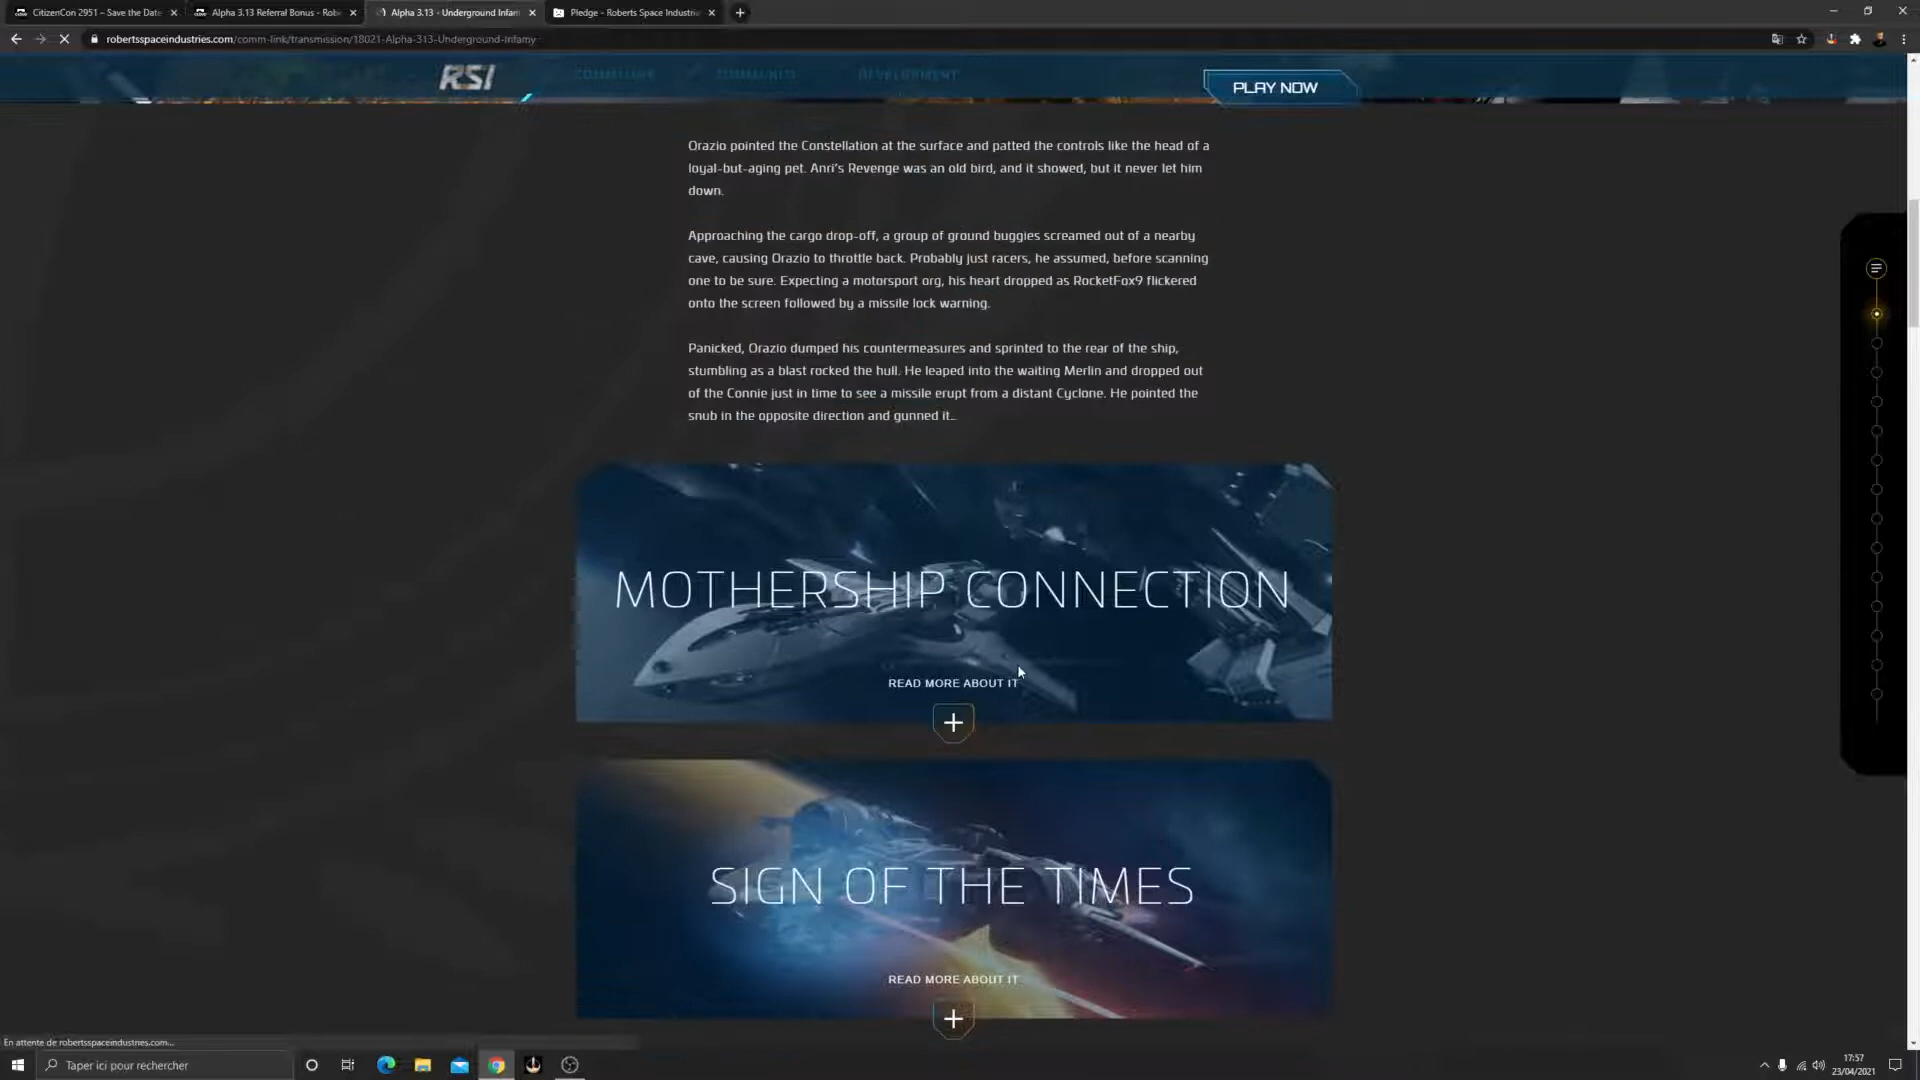 CitizenCon 2951 – Save the Date
Alpha 3.13 Referral Bonus - Rob
Alpha 3.13 - Underground Infam
Pledge - Roberts Space Industrie
robertsspaceindustries.com/comm-link/transmission/18021-Alpha-313-Underground-Infamy
RSI
COMMUNITY
DEVELOPMENT
PLAY NOW
Orazio pointed the Constellation at the surface and patted the controls like the head of a
loyal-but-aging pet. Anri's Revenge was an old bird, and it showed, but it never let him
down.
Approaching the cargo drop-off, a group of ground buggies screamed out of a nearby
cave, causing Orazio to throttle back. Probably just racers, he assumed, before scanning
one to be sure. Expecting a motorsport org, his heart dropped as RocketFox9 flickered
onto the screen followed by a missile lock warning.
Panicked, Orazio dumped his countermeasures and sprinted to the rear of the ship,
stumbling as a blast rocked the hull. He leaped into the waiting Merlin and dropped out
of the Connie just in time to see a missile erupt from a distant Cyclone. He pointed the
snub in the opposite direction and gunned it...
MOTHERSHIP CONNECTION
READ MORE ABOUT IT
SIGN OF THE TIMES
READ MORE ABOUT IT
En attente de robertsspaceindustries.com...
Taper ici pour rechercher
17:57
23/04/2021